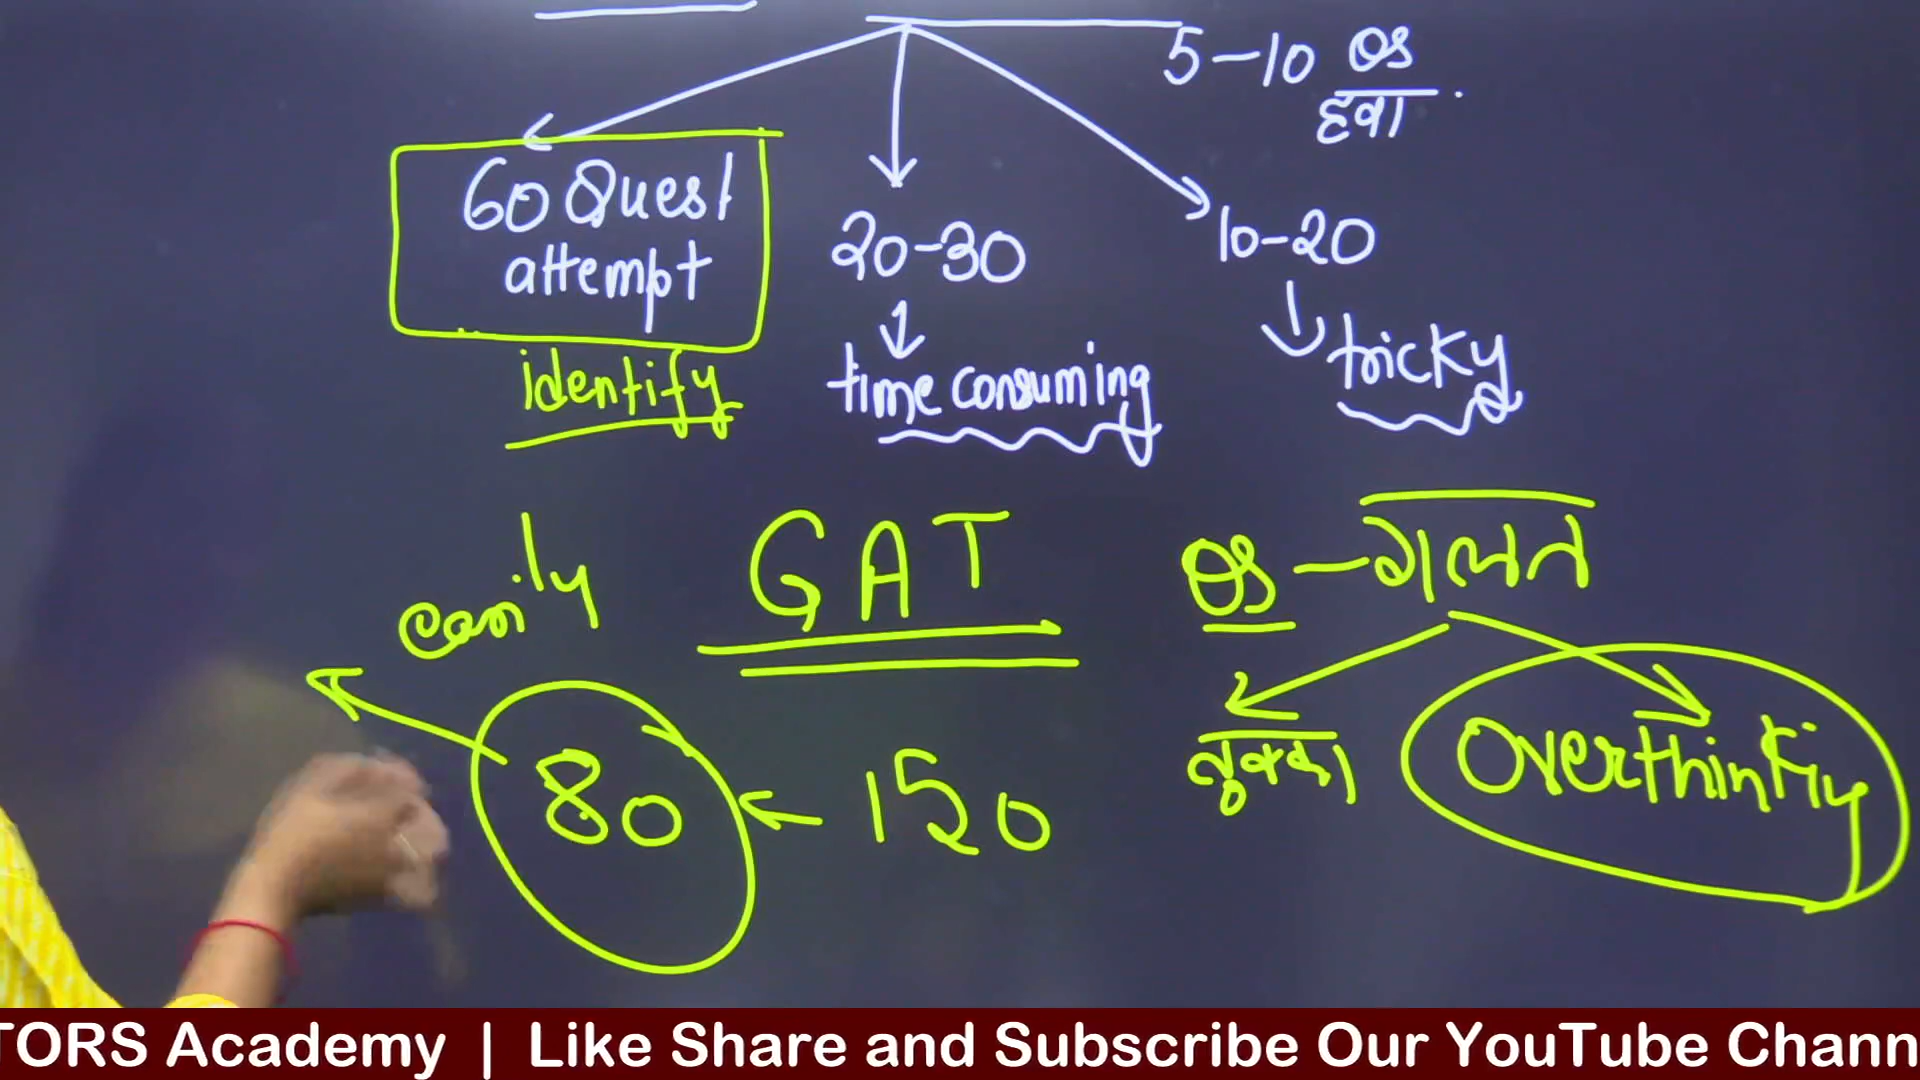 5-10 Qs
हवा
60 Quest
attempt
identify
20-30
time consuming
10-20
tricky
GAT
easily
80 ← 150
Qs - गलत
तुक्का
Overthinking
TORS Academy | Like Share and Subscribe Our YouTube Chann